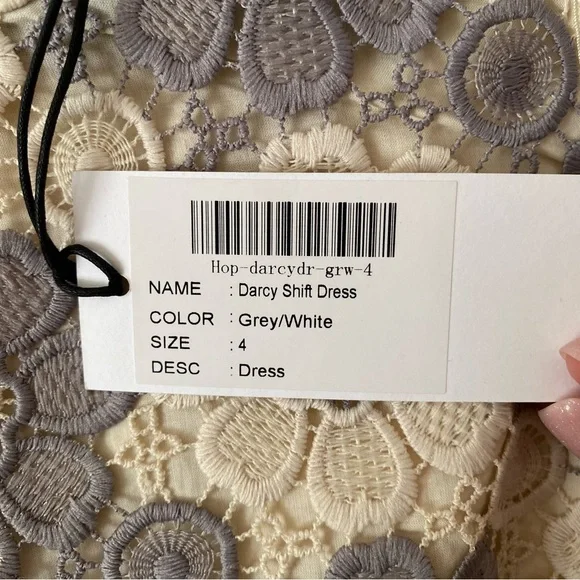 Hop-darcydr-grw-4
NAME : Darcy Shift Dress
COLOR : Grey/White
SIZE : 4
DESC : Dress